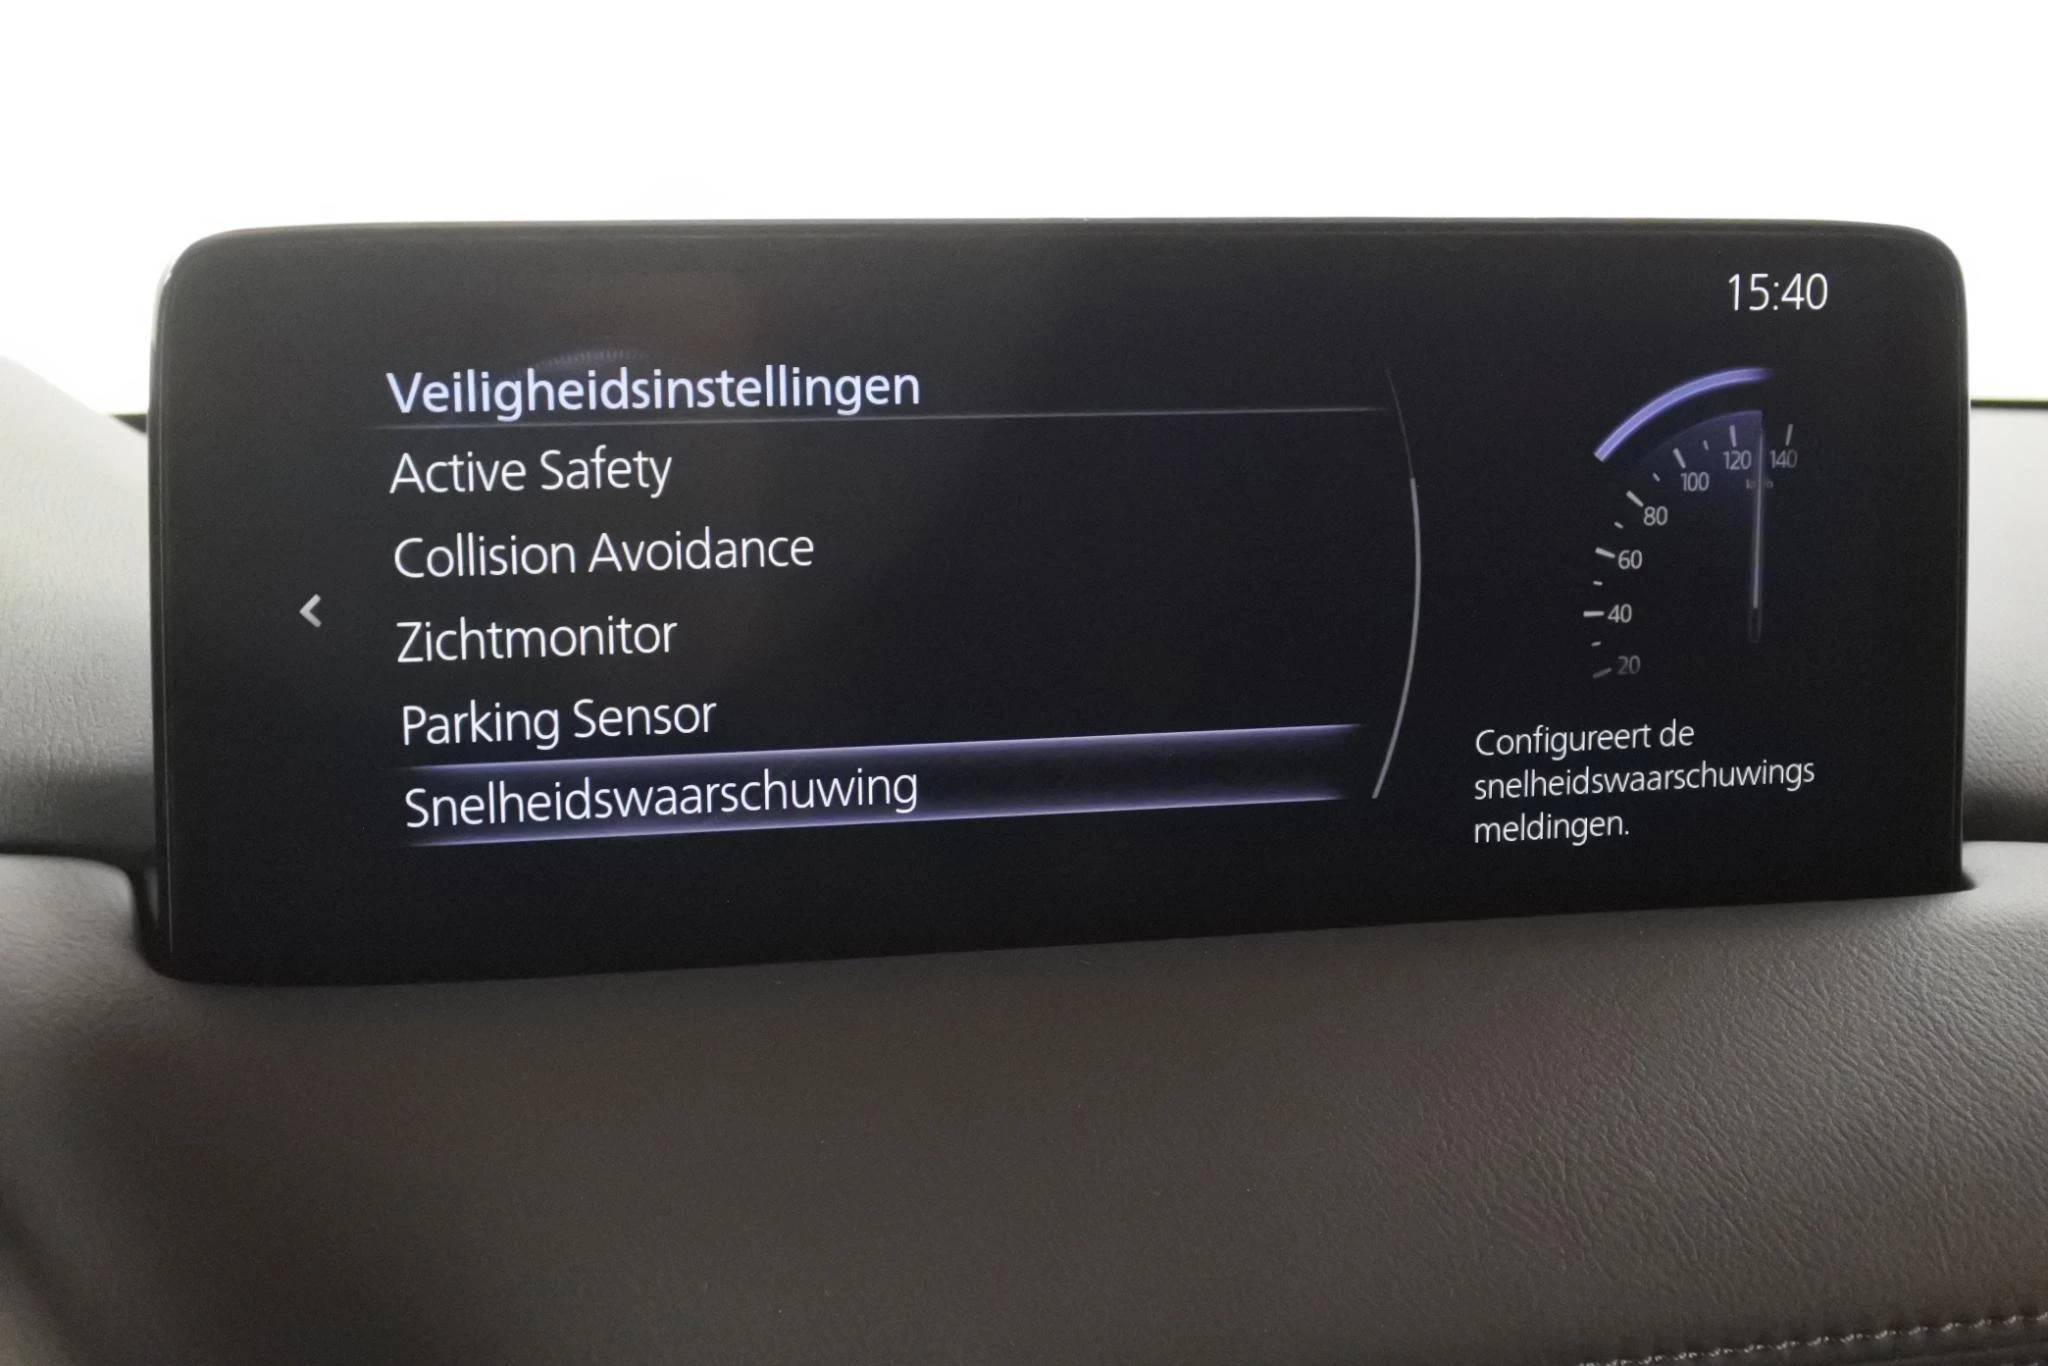 15:40
Veiligheidsinstellingen
Active Safety
Collision Avoidance
Zichtmonitor
Parking Sensor
Snelheidswaarschuwing
140
120
100
80
60
40
20
Configureert de
snelheidswaarschuwings
meldingen.